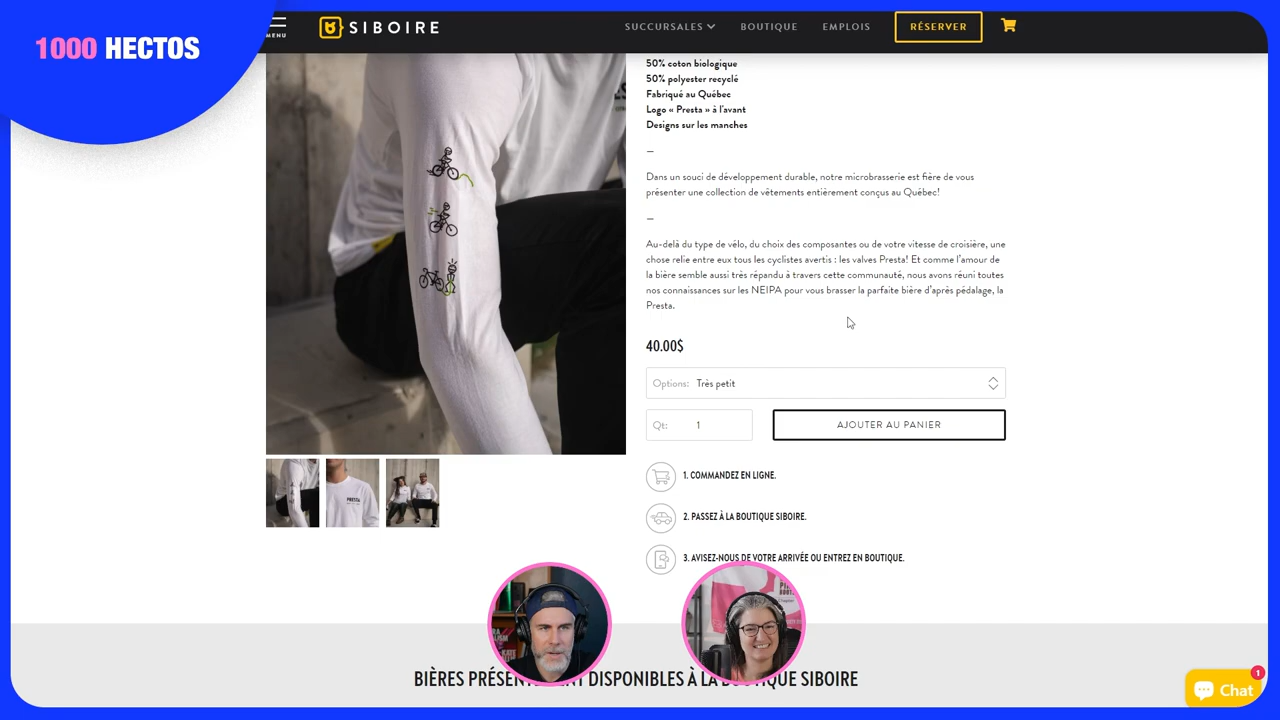 1000 HECTOS
MENU
SIBOIRE
SUCCURSALES
BOUTIQUE
EMPLOIS
RÉSERVER
50% coton biologique
50% polyester recyclé
Fabriqué au Québec
Logo « Presta » à l'avant
Designs sur les manches
—
Dans un souci de développement durable, notre microbrasserie est fière de vous
présenter une collection de vêtements entièrement conçus au Québec!
—
Au-delà du type de vélo, du choix des composantes ou de votre vitesse de croisière, une
chose relie entre eux tous les cyclistes avertis : les valves Presta! Et comme l'amour de
la bière semble aussi très répandu à travers cette communauté, nous avons réuni toutes
nos connaissances sur les NEIPA pour vous brasser la parfaite bière d'après pédalage, la
Presta.
40.00$
Options: Très petit
Qt: 1
AJOUTER AU PANIER
PRESTA
1. COMMANDEZ EN LIGNE.
2. PASSEZ À LA BOUTIQUE SIBOIRE.
3. AVISEZ-NOUS DE VOTRE ARRIVÉE OU ENTREZ EN BOUTIQUE.
BIÈRES PRÉSENTEMENT DISPONIBLES À LA BOUTIQUE SIBOIRE
Chat
1